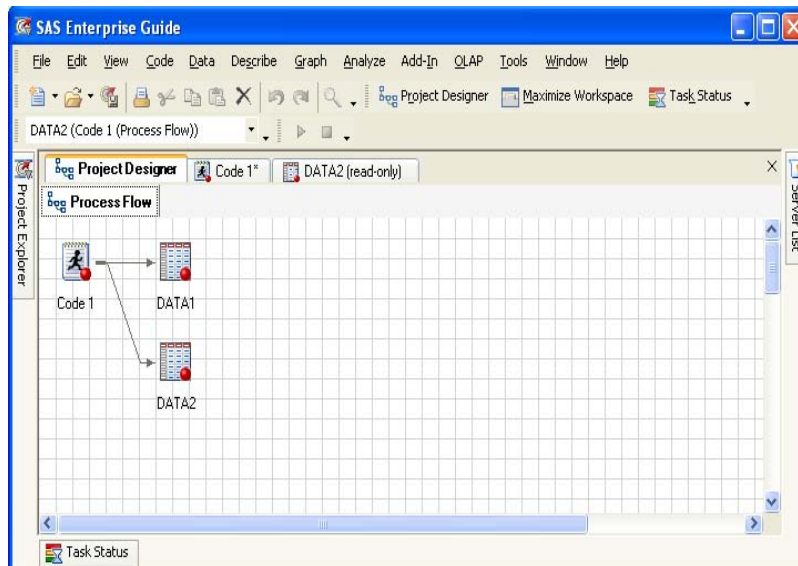 SAS Enterprise Guide
File Edit View Code Data Describe Graph Analyze Add-In OLAP Tools Window Help
Project Designer Maximize Workspace Task Status
DATA2 (Code 1 (Process Flow))
Project Designer Code 1* DATA2 (read-only)
Process Flow
Project Explorer
Server List
Code 1 DATA1
DATA2
Task Status